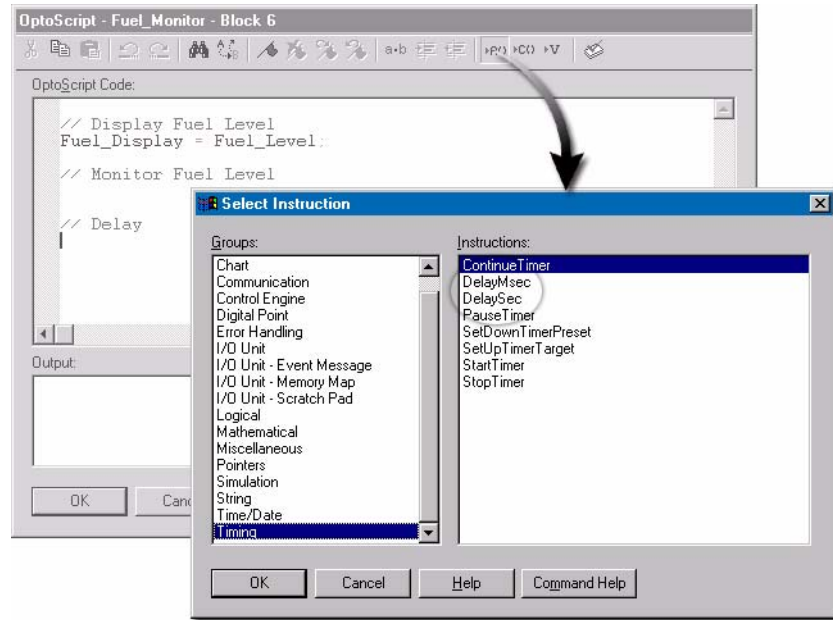 OptoScript - Fuel_Monitor - Block 6
a•b P() C() V
OptoScript Code:
// Display Fuel Level
Fuel_Display = Fuel_Level;
// Monitor Fuel Level
// Delay
Output:
OK
Select Instruction
Groups:
Chart
Communication
Control Engine
Digital Point
Error Handling
I/O Unit
I/O Unit - Event Message
I/O Unit - Memory Map
I/O Unit - Scratch Pad
Logical
Mathematical
Miscellaneous
Pointers
Simulation
String
Time/Date
Timing
Instructions:
ContinueTimer
DelayMsec
DelaySec
PauseTimer
SetDownTimerPreset
SetUpTimerTarget
StartTimer
StopTimer
OK Cancel Help Command Help